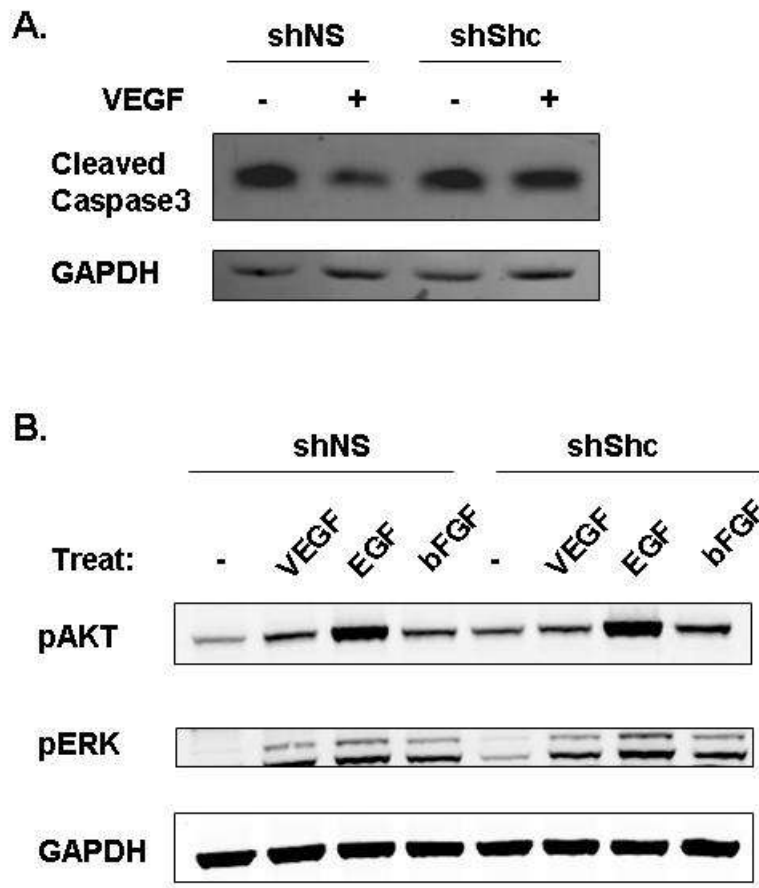 A.
shNS shShc
VEGF - + - +
Cleaved
Caspase3
GAPDH
B.
shNS shShc
Treat: - VEGF EGF bFGF - VEGF EGF bFGF
pAKT
pERK
GAPDH